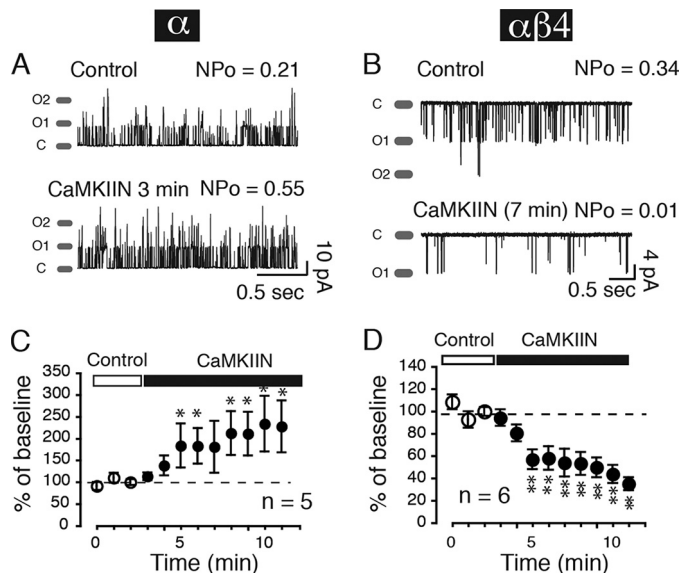 α
αβ4
A
Control NPo = 0.21
O2
O1
C
CaMKIIN 3 min NPo = 0.55
O2
O1
C
10 pA
0.5 sec
B
Control NPo = 0.34
C
O1
O2
CaMKIIN (7 min) NPo = 0.01
C
O1
4 pA
0.5 sec
C
Control CaMKIIN
% of baseline
350
300
250
200
150
100
50
0
* * * * * *
n = 5
0 5 10
Time (min)
D
Control CaMKIIN
% of baseline
140
120
100
80
60
40
20
0
** ** ** ** ** ** **
n = 6
0 5 10
Time (min)